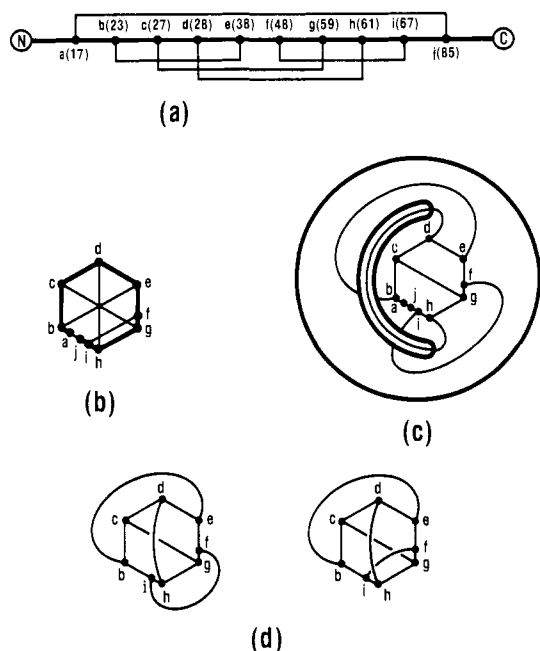 b(23) c(27) d(28) e(38) f(48) g(59) h(61) i(67)
N C
a(17) j(85)
(a)
d
c e
f
b g
a j i h
(b)
d
c e
b j f
a i h g
(c)
d d
c e c e
f f
b g b g
i h i h
(d)